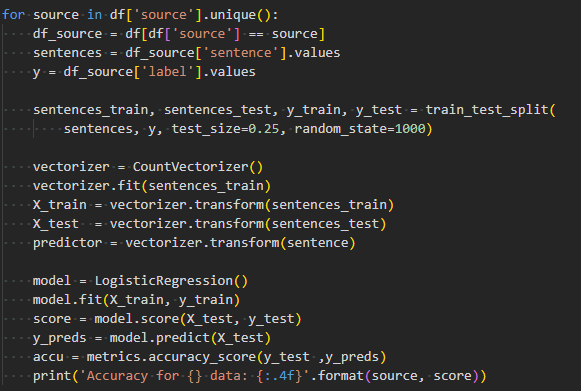 for source in df['source'].unique():
    df_source = df[df['source'] == source]
    sentences = df_source['sentence'].values
    y = df_source['label'].values

    sentences_train, sentences_test, y_train, y_test = train_test_split(
        sentences, y, test_size=0.25, random_state=1000)

    vectorizer = CountVectorizer()
    vectorizer.fit(sentences_train)
    X_train = vectorizer.transform(sentences_train)
    X_test  = vectorizer.transform(sentences_test)
    predictor = vectorizer.transform(sentence)

    model = LogisticRegression()
    model.fit(X_train, y_train)
    score = model.score(X_test, y_test)
    y_preds = model.predict(X_test)
    accu = metrics.accuracy_score(y_test ,y_preds)
    print('Accuracy for {} data: {:.4f}'.format(source, score))